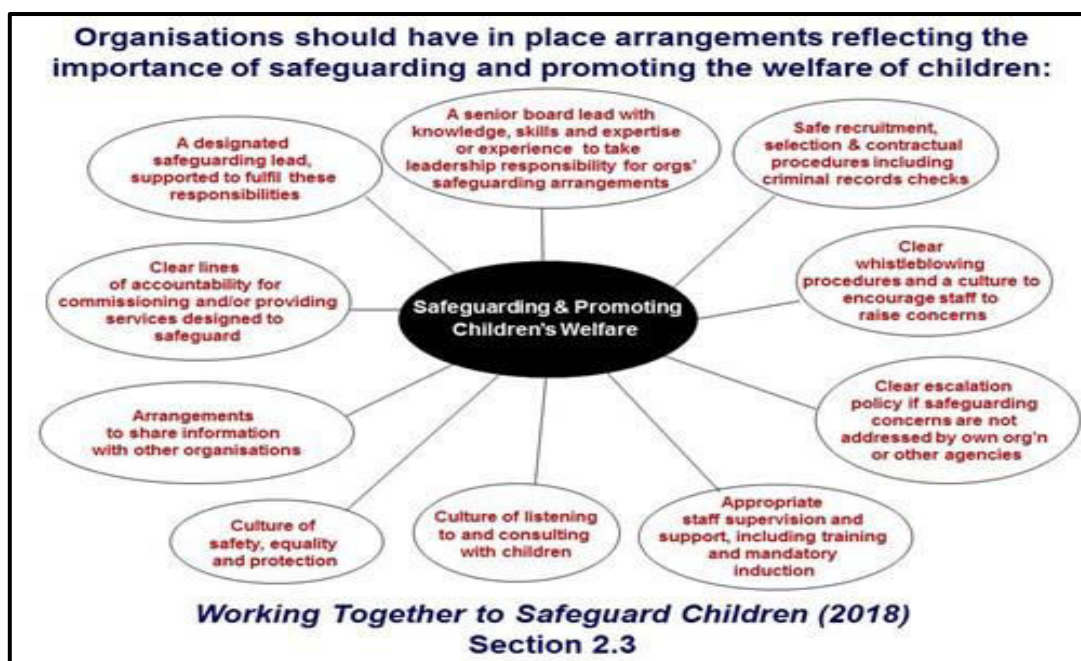 Organisations should have in place arrangements reflecting the
importance of safeguarding and promoting the welfare of children:
A designated
safeguarding lead,
supported to fulfil these
responsibilities
A senior board lead with
knowledge, skills and expertise
or experience to take
leadership responsibility for orgs'
safeguarding arrangements
Safe recruitment,
selection & contractual
procedures including
criminal records checks
Clear lines
of accountability for
commissioning and/or providing
services designed to
safeguard
Safeguarding & Promoting
Children's Welfare
Clear
whistleblowing
procedures and a culture to
encourage staff to
raise concerns
Arrangements
to share information
with other organisations
Clear escalation
policy if safeguarding
concerns are not
addressed by own org'n
or other agencies
Culture of
safety, equality
and protection
Culture of listening
to and consulting
with children
Appropriate
staff supervision and
support, including training
and mandatory
induction
Working Together to Safeguard Children (2018)
Section 2.3